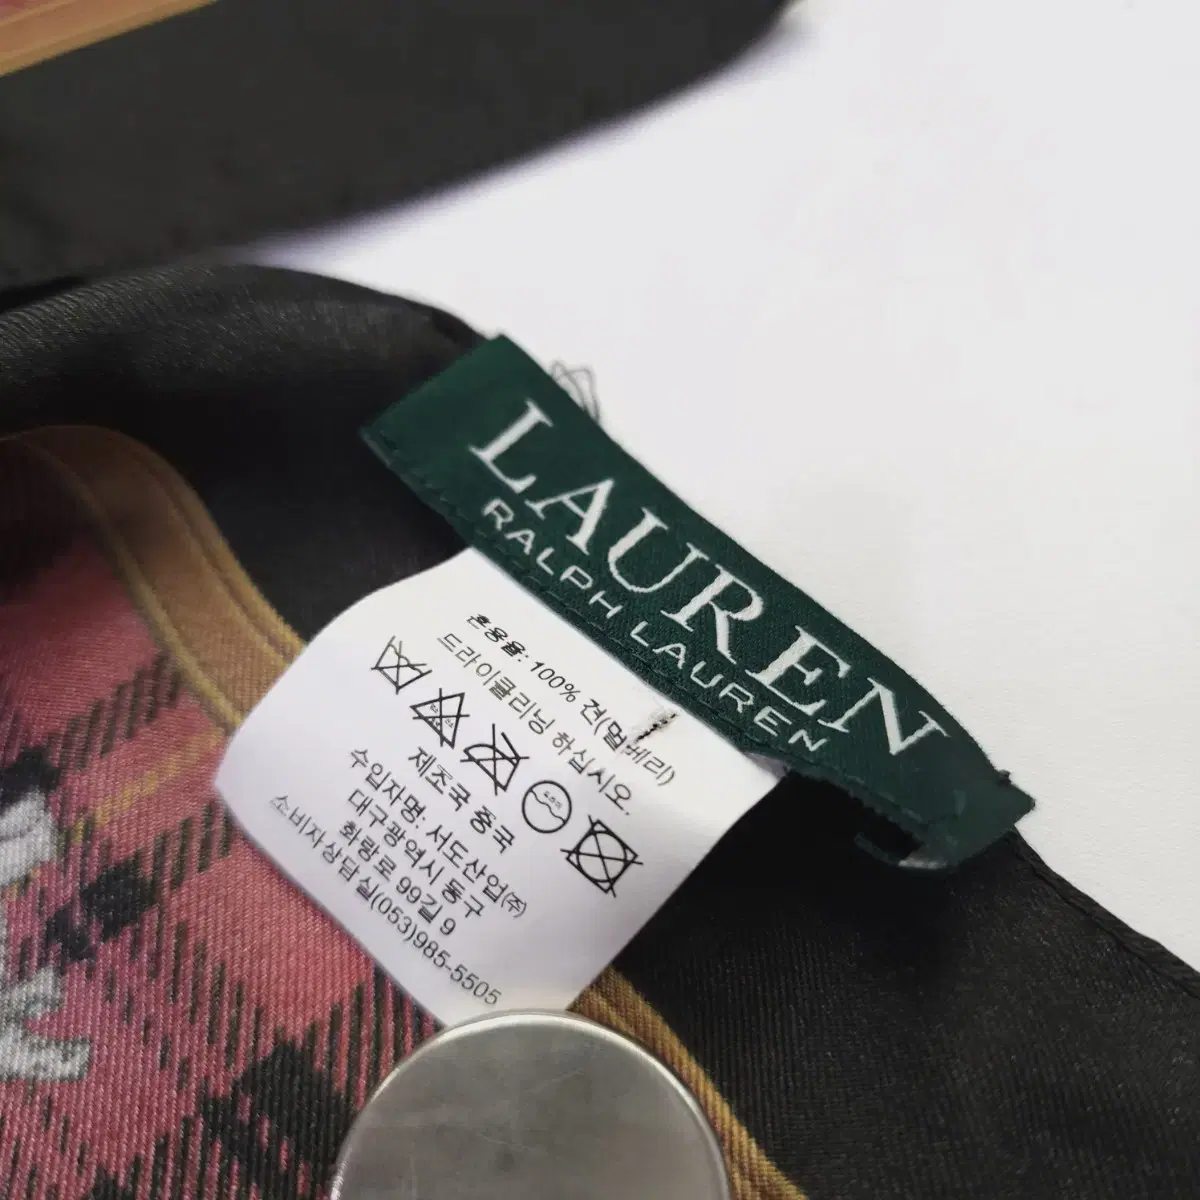 LAUREN
RALPH LAUREN
혼용율: 100% 견(멀베리)
드라이클리닝 하십시오.
제조국 중국
수입자명: 서도산업(주)
대구광역시 동구
화랑로 99길 9
소비자상담실(053)985-5505